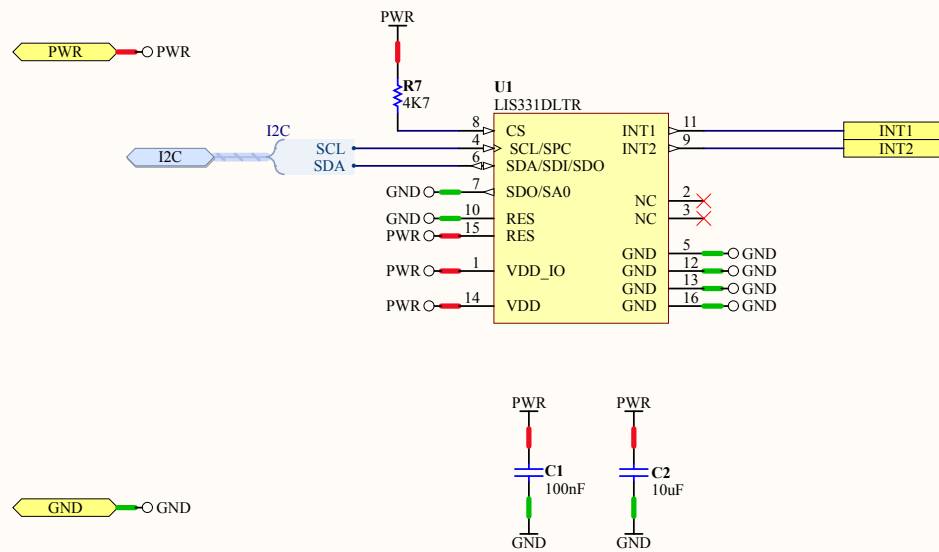 PWR
PWR PWR
R7
4K7
U1
LIS331DLTR
I2C
I2C
SCL
SDA
8 CS
4 SCL/SPC
6 SDA/SDI/SDO
GND 7 SDO/SA0
GND 10 RES
PWR 15 RES
PWR 1 VDD_IO
PWR 14 VDD
INT1 11 INT1
INT2 9 INT2
NC 2
NC 3
GND 5 GND
GND 12 GND
GND 13 GND
GND 16 GND
PWR
C1
100nF
GND
PWR
C2
10uF
GND
GND GND